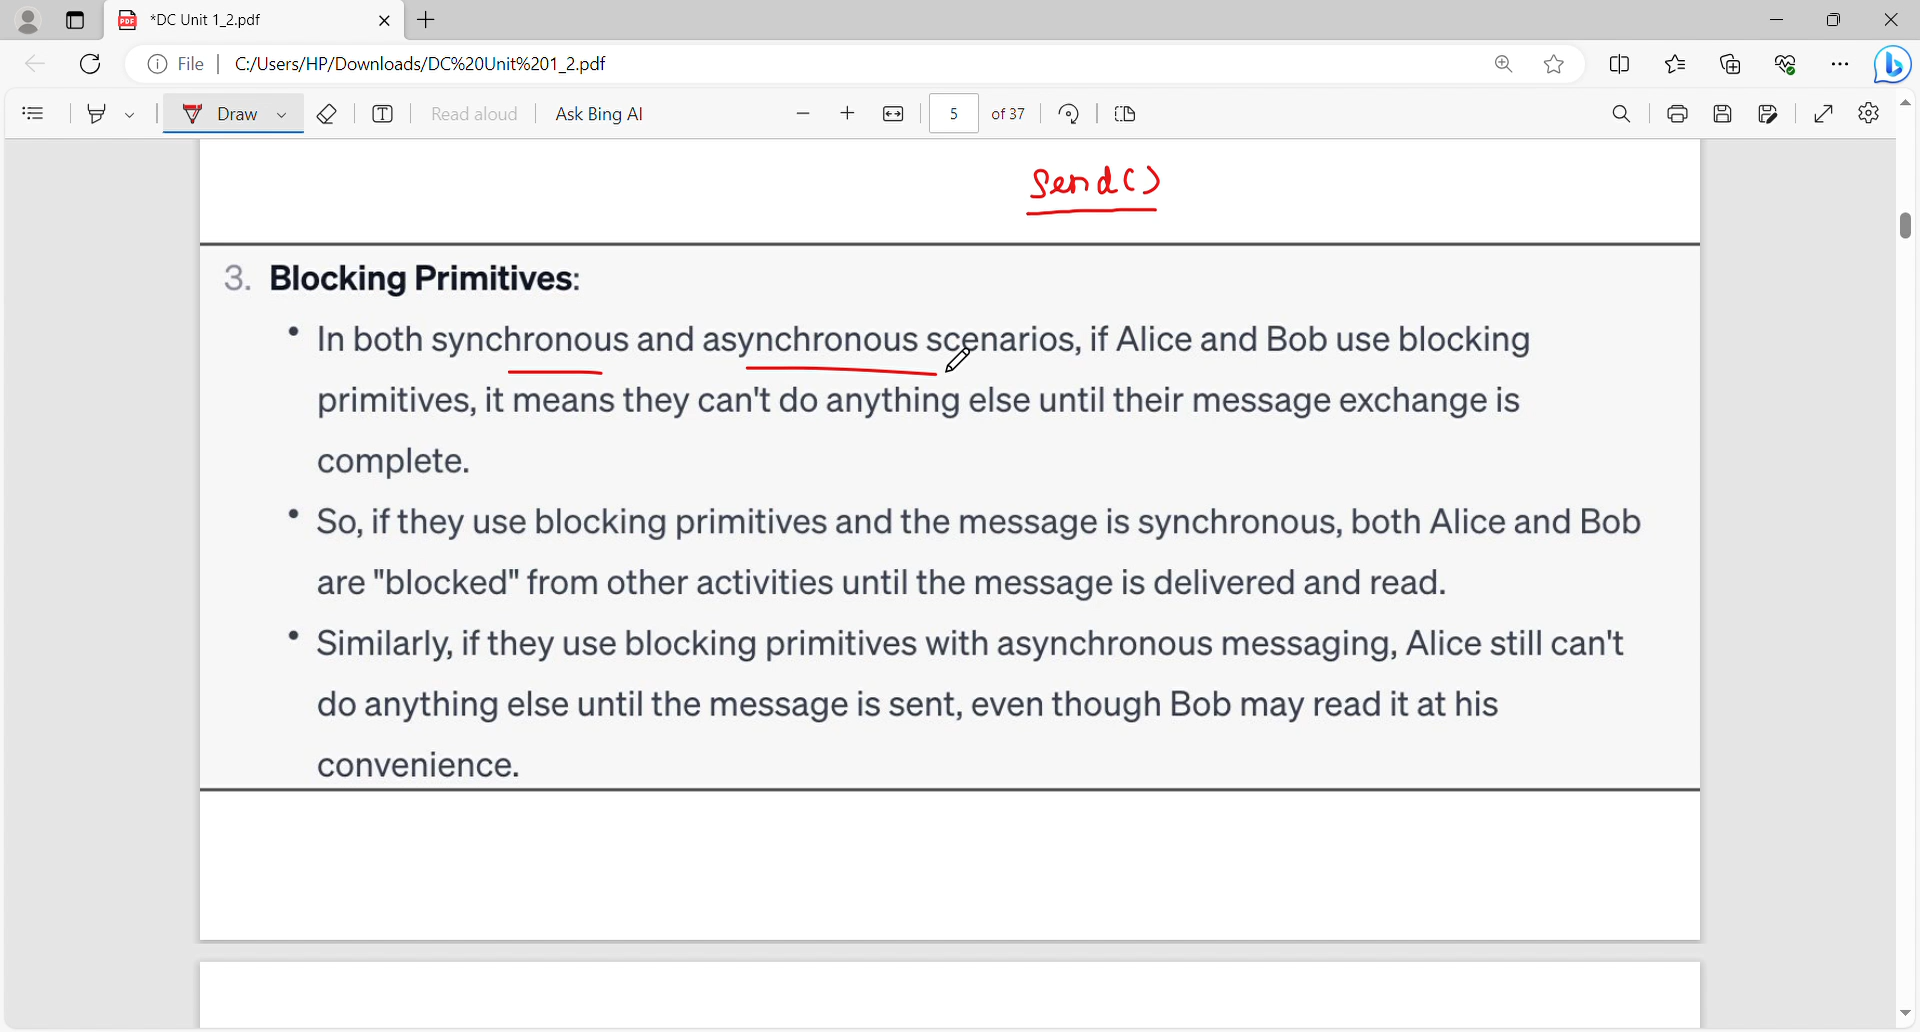 *DC Unit 1_2.pdf
File C:/Users/HP/Downloads/DC%20Unit%201_2.pdf
Draw Read aloud Ask Bing AI 5 of 37
Send()
3. Blocking Primitives:
• In both synchronous and asynchronous scenarios, if Alice and Bob use blocking
primitives, it means they can't do anything else until their message exchange is
complete.
• So, if they use blocking primitives and the message is synchronous, both Alice and Bob
are "blocked" from other activities until the message is delivered and read.
• Similarly, if they use blocking primitives with asynchronous messaging, Alice still can't
do anything else until the message is sent, even though Bob may read it at his
convenience.